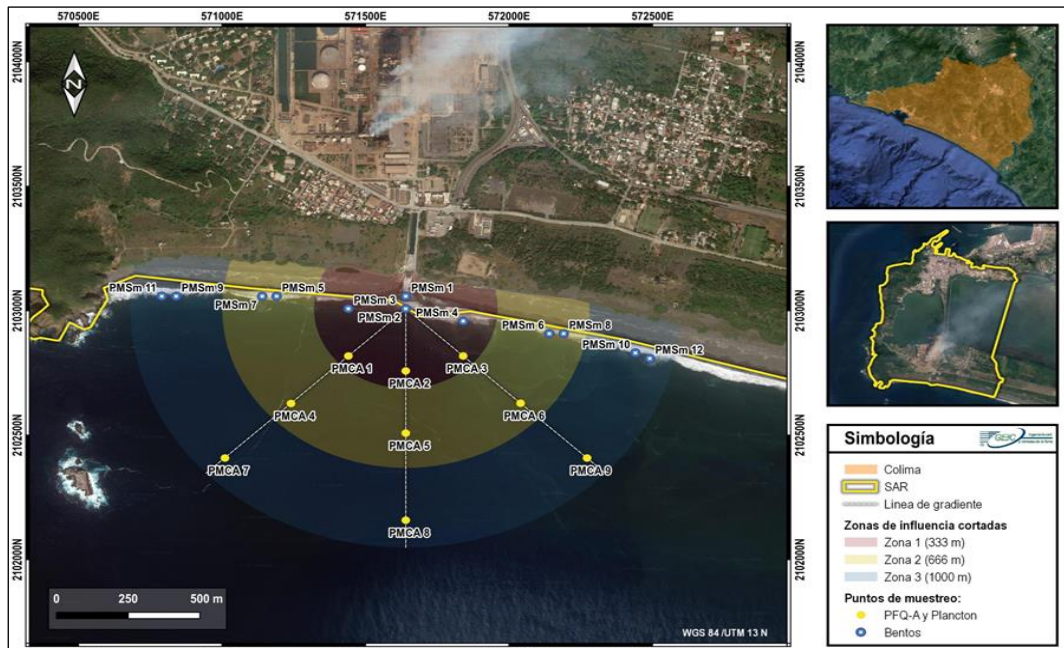 570500E 571000E 571500E 572000E 572500E
2104000N
2103500N
2103000N
2102500N
2102000N
2104000N
2103500N
2103000N
2102500N
2102000N
N
PMSm 11 PMSm 9 PMSm 5 PMSm 3 PMSm 1
PMSm 7
PMSm 2 PMSm 4
PMSm 6 PMSm 8
PMSm 10 PMSm 12
PMCA 1 PMCA 2 PMCA 3
PMCA 4 PMCA 5 PMCA 6
PMCA 7 PMCA 8 PMCA 9
0 250 500 m
WGS 84 /UTM 13 N
Simbología
Colima
SAR
Linea de gradiente
Zonas de influencia cortadas
Zona 1 (333 m)
Zona 2 (666 m)
Zona 3 (1000 m)
Puntos de muestreo:
PFQ-A y Plancton
Bentos